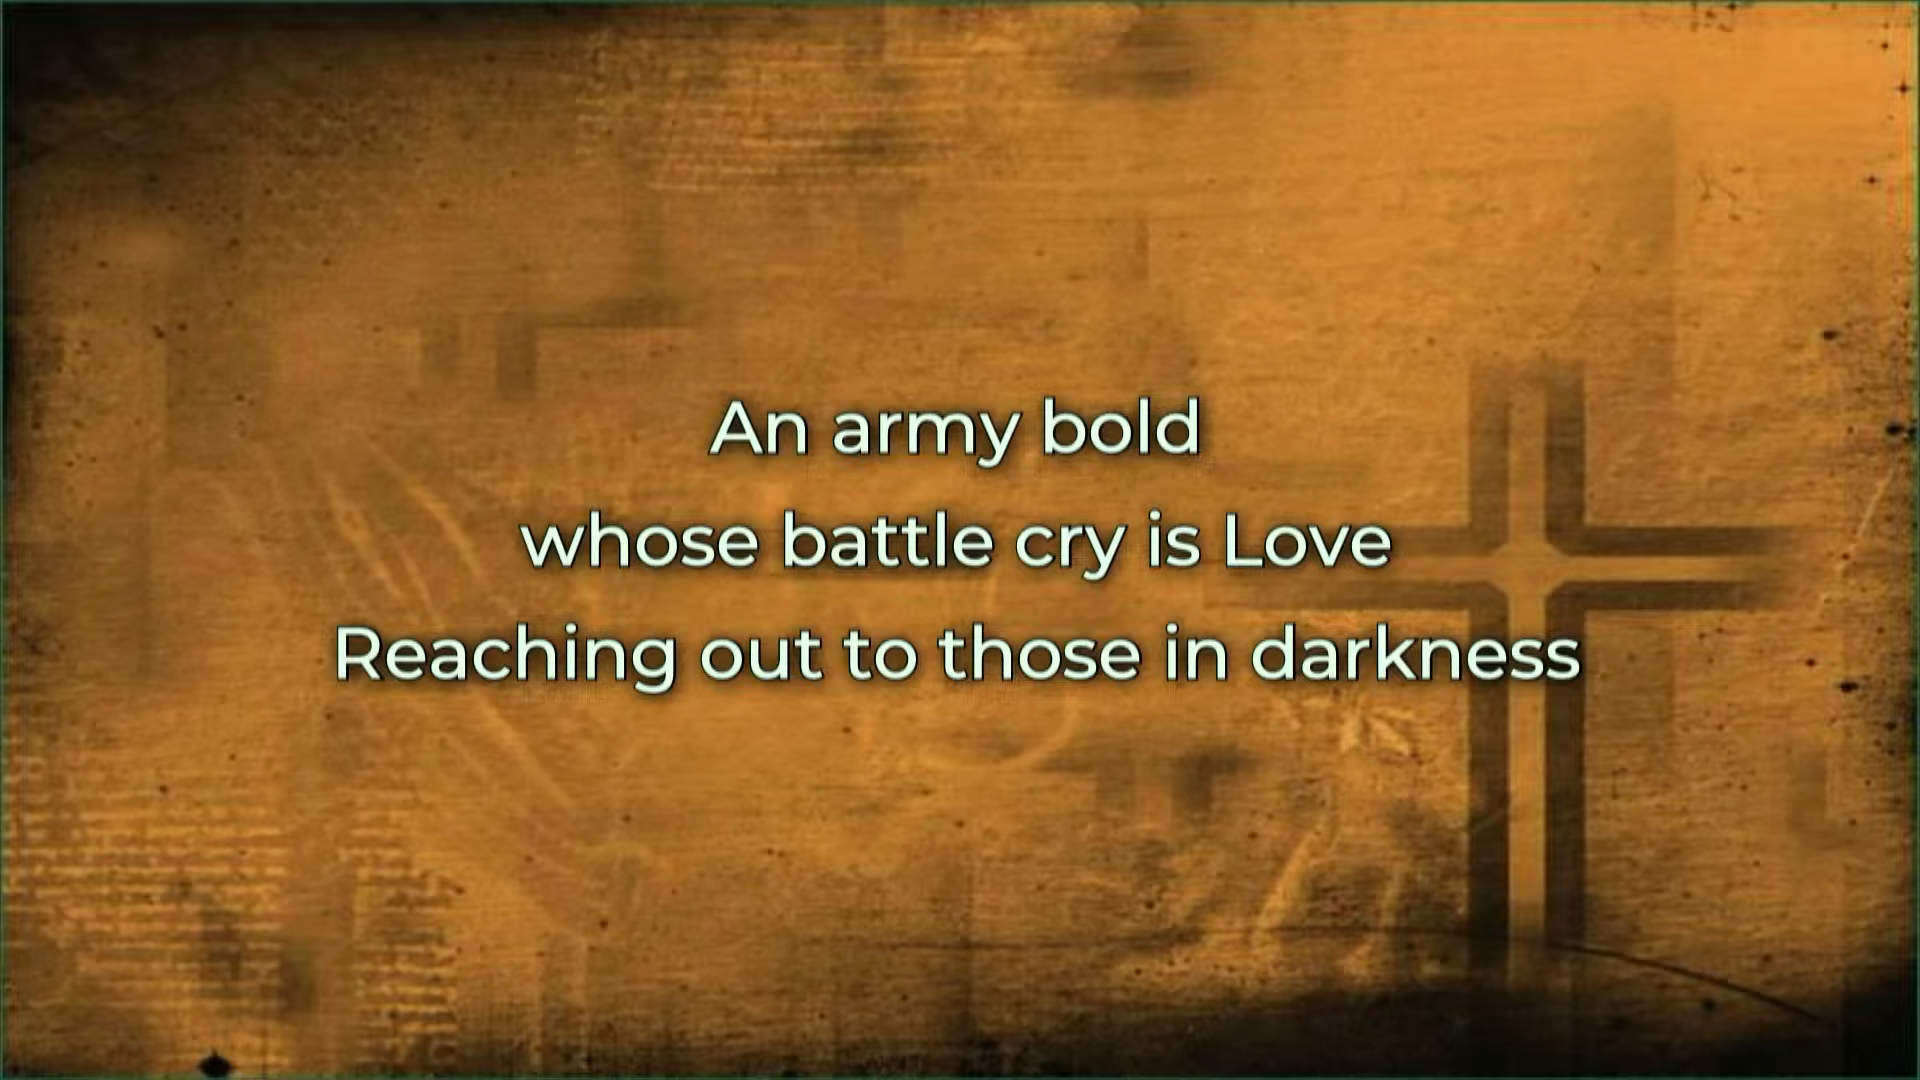 An army bold
whose battle cry is Love
Reaching out to those in darkness